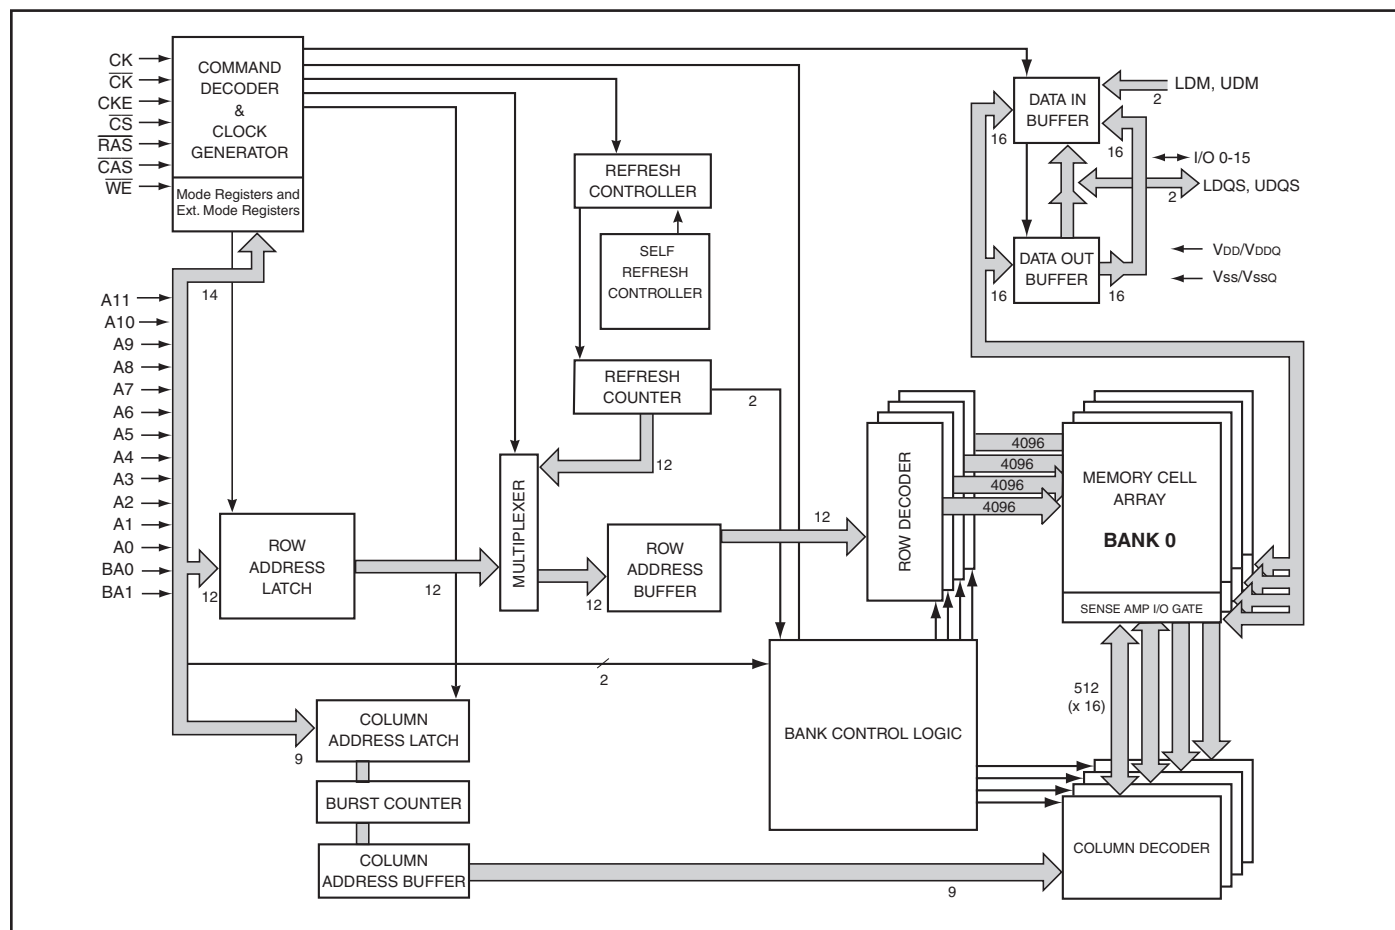 CK
CK
CKE
CS
RAS
CAS
WE
COMMAND
DECODER
&
CLOCK
GENERATOR
Mode Registers and
Ext. Mode Registers
14
A11
A10
A9
A8
A7
A6
A5
A4
A3
A2
A1
A0
BA0
BA1
12
ROW
ADDRESS
LATCH
12
MULTIPLEXER
12
REFRESH
CONTROLLER
SELF
REFRESH
CONTROLLER
REFRESH
COUNTER
2
12
ROW
ADDRESS
BUFFER
12
2
9
COLUMN
ADDRESS LATCH
BURST COUNTER
COLUMN
ADDRESS BUFFER
9
BANK CONTROL LOGIC
ROW DECODER
4096
4096
4096
4096
MEMORY CELL
ARRAY
BANK 0
SENSE AMP I/O GATE
512
(x 16)
COLUMN DECODER
DATA IN
BUFFER
2
LDM, UDM
16
16
I/O 0-15
2
LDQS, UDQS
DATA OUT
BUFFER
16
16
VDD/VDDQ
Vss/VssQ